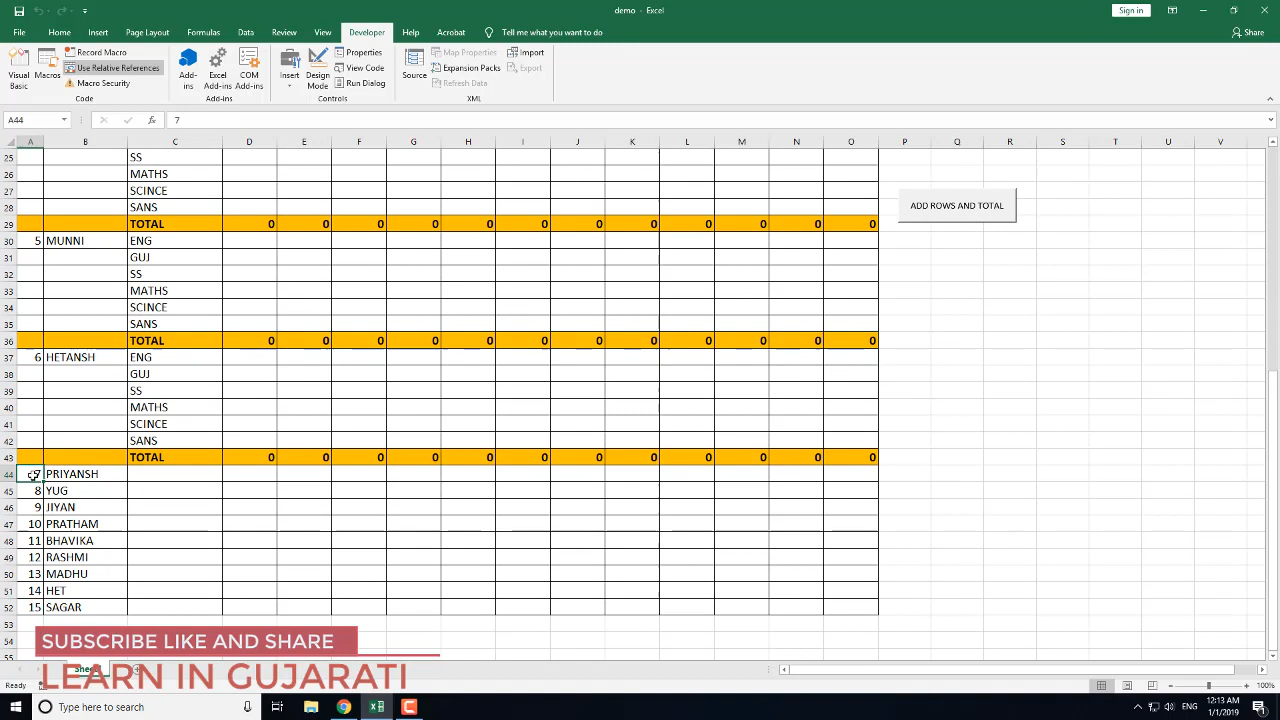 demo - Excel
Sign in
File Home Insert Draw Page Layout Formulas Data Review View Developer Help Acrobat Tell me what you want to do Share
Visual Basic
Macros
Record Macro
Use Relative References
Macro Security
Code
Add-ins
Excel Add-ins
COM Add-ins
Add-ins
Insert
Design Mode
Properties
View Code
Run Dialog
Controls
Source
Map Properties
Expansion Packs
Refresh Data
Import
Export
XML
A44 fx 7
A B C D E F G H I J K L M N O P Q R S T U V
25 SS
26 MATHS
27 SCINCE
28 SANS
29 TOTAL 0 0 0 0 0 0 0 0 0 0 0 0
ADD ROWS AND TOTAL
30 5 MUNNI ENG
31 GUJ
32 SS
33 MATHS
34 SCINCE
35 SANS
36 TOTAL 0 0 0 0 0 0 0 0 0 0 0 0
37 6 HETANSH ENG
38 GUJ
39 SS
40 MATHS
41 SCINCE
42 SANS
43 TOTAL 0 0 0 0 0 0 0 0 0 0 0 0
44 7 PRIYANSH
45 8 YUG
46 9 JIYAN
47 10 PRATHAM
48 11 BHAVIKA
49 12 RASHMI
50 13 MADHU
51 14 HET
52 15 SAGAR
53
54
55
SUBSCRIBE LIKE AND SHARE
LEARN IN GUJARATI
Ready
100%
Type here to search
ENG
12:13 AM
1/1/2019